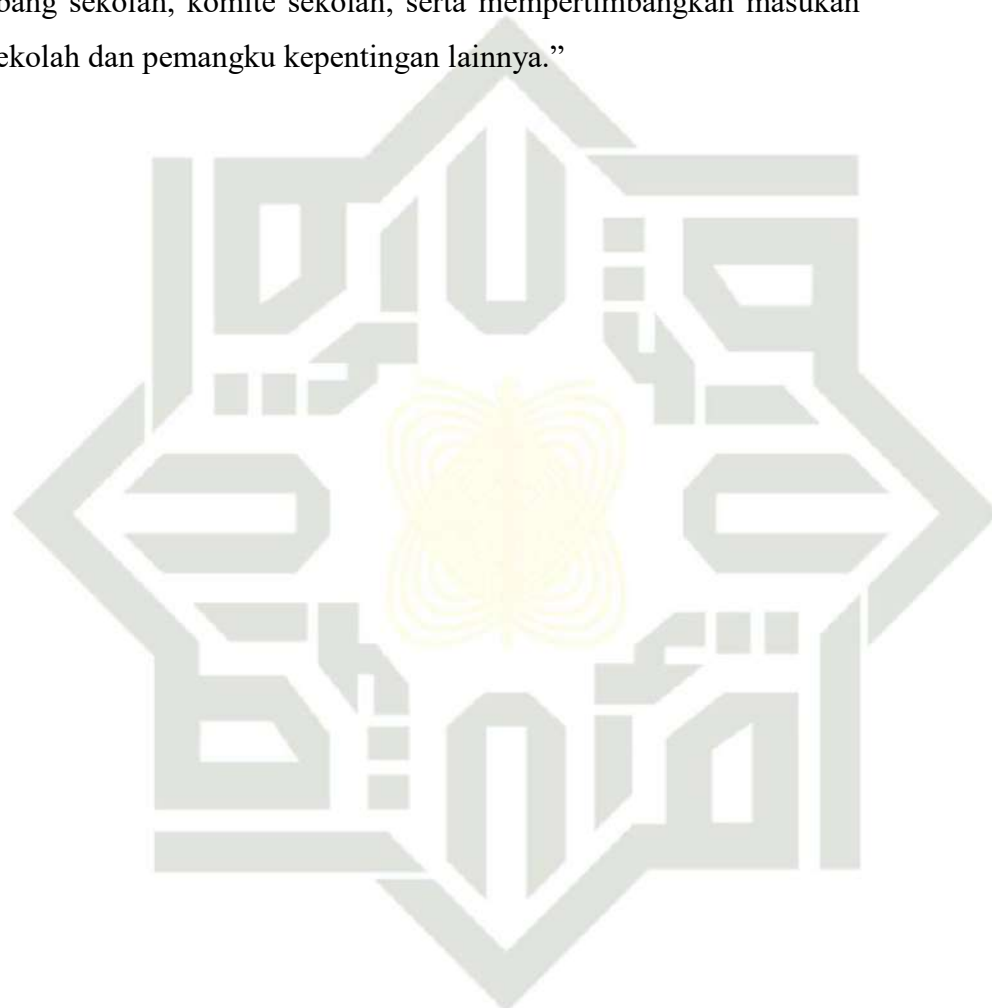 bang sekolah, komite sekolah, serta mempertimbangkan masukan
ekolah dan pemangku kepentingan lainnya.”